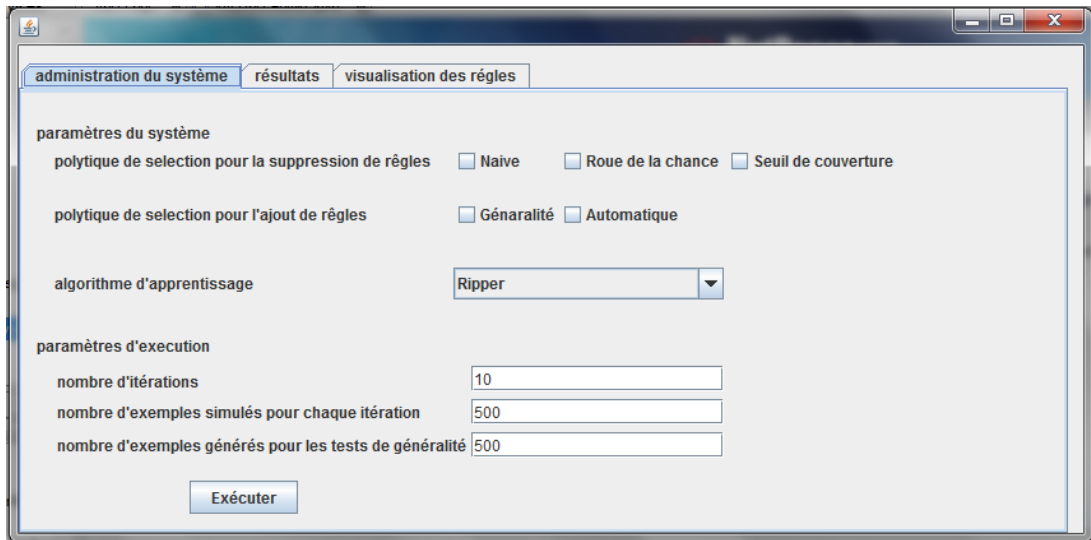 administration du système résultats visualisation des régles
paramètres du système
polytique de selection pour la suppression de rêgles Naive Roue de la chance Seuil de couverture
polytique de selection pour l'ajout de rêgles Génaralité Automatique
algorithme d'apprentissage Ripper
paramètres d'execution
nombre d'itérations 10
nombre d'exemples simulés pour chaque itération 500
nombre d'exemples générés pour les tests de généralité 500
Exécuter